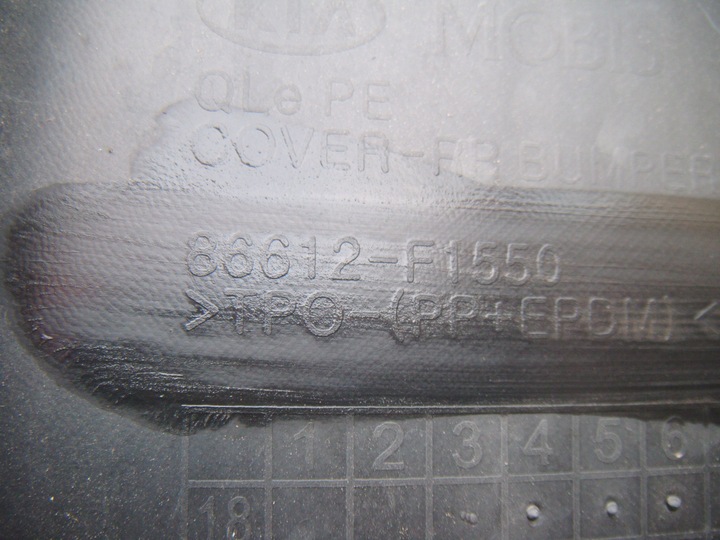 KIA MOBIS
QLe PE
COVER-RR BUMPER
86612-F1550
>TPO-(PP+EPDM)<
1 2 3 4 5 6
18